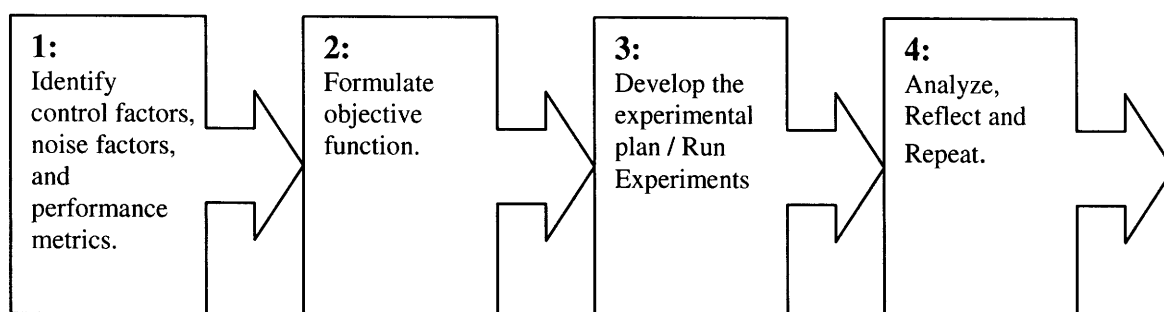 1:
Identify
control factors,
noise factors,
and
performance
metrics.
2:
Formulate
objective
function.
3:
Develop the
experimental
plan / Run
Experiments
4:
Analyze,
Reflect and
Repeat.